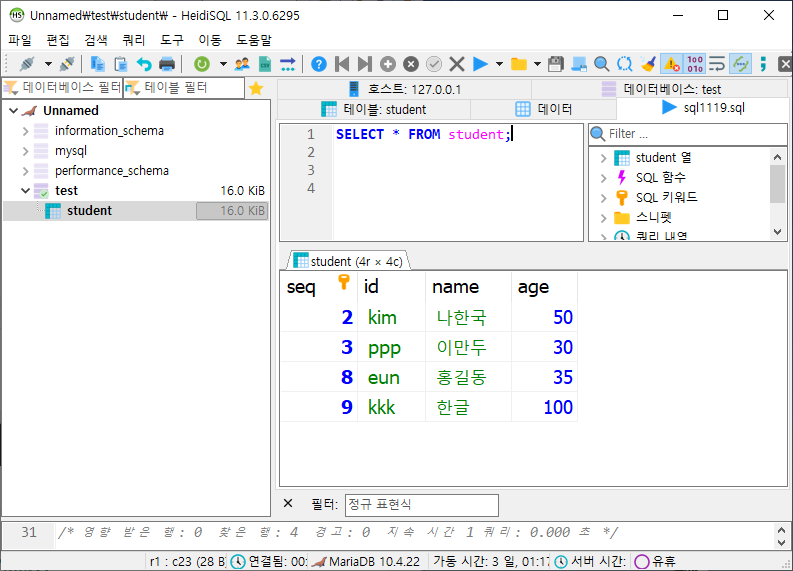 Unnamed₩test₩student₩ - HeidiSQL 11.3.0.6295
파일 편집 검색 쿼리 도구 이동 도움말
데이터베이스 필터 테이블 필터
호스트: 127.0.0.1 데이터베이스: test
테이블: student 데이터 sql1119.sql
Unnamed
information_schema
mysql
performance_schema
test 16.0 KiB
student 16.0 KiB
1 SELECT * FROM student;
2
3
4
Filter ...
student 열
SQL 함수
SQL 키워드
스니펫
쿼리 내역
student (4r × 4c)
seq id name age
2 kim 나한국 50
3 ppp 이만두 30
8 eun 홍길동 35
9 kkk 한글 100
필터: 정규 표현식
31 /* 영향 받은 행: 0 찾은 행: 4 경고: 0 지속 시간 1 쿼리: 0.000 초 */
r1 : c23 (28 B) 연결됨: 00: MariaDB 10.4.22 가동 시간: 3 일, 01:17 서버 시간: 유휴